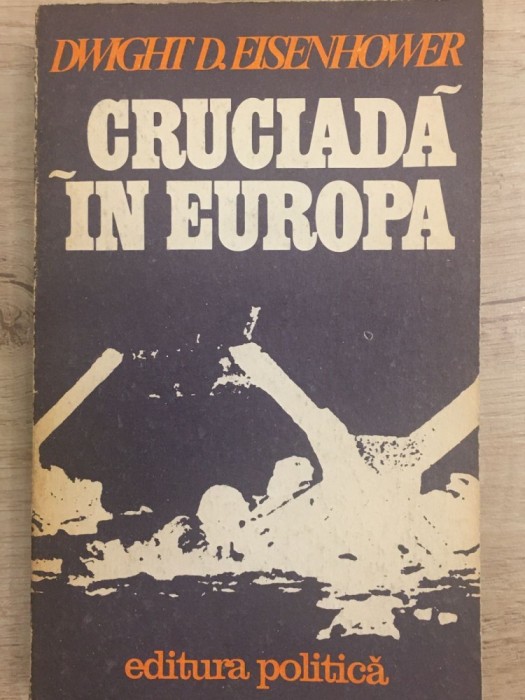 DWIGHT D. EISENHOWER
CRUCIADĂ
ÎN EUROPA
editura politică